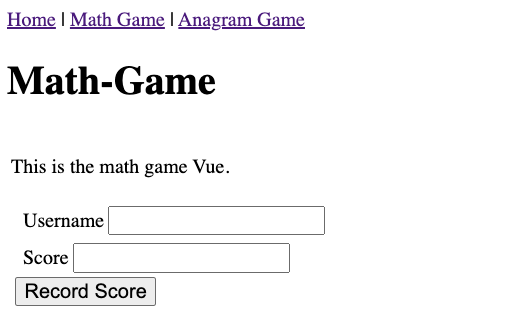 Home | Math Game | Anagram Game
Math-Game
This is the math game Vue.
Username
Score
Record Score